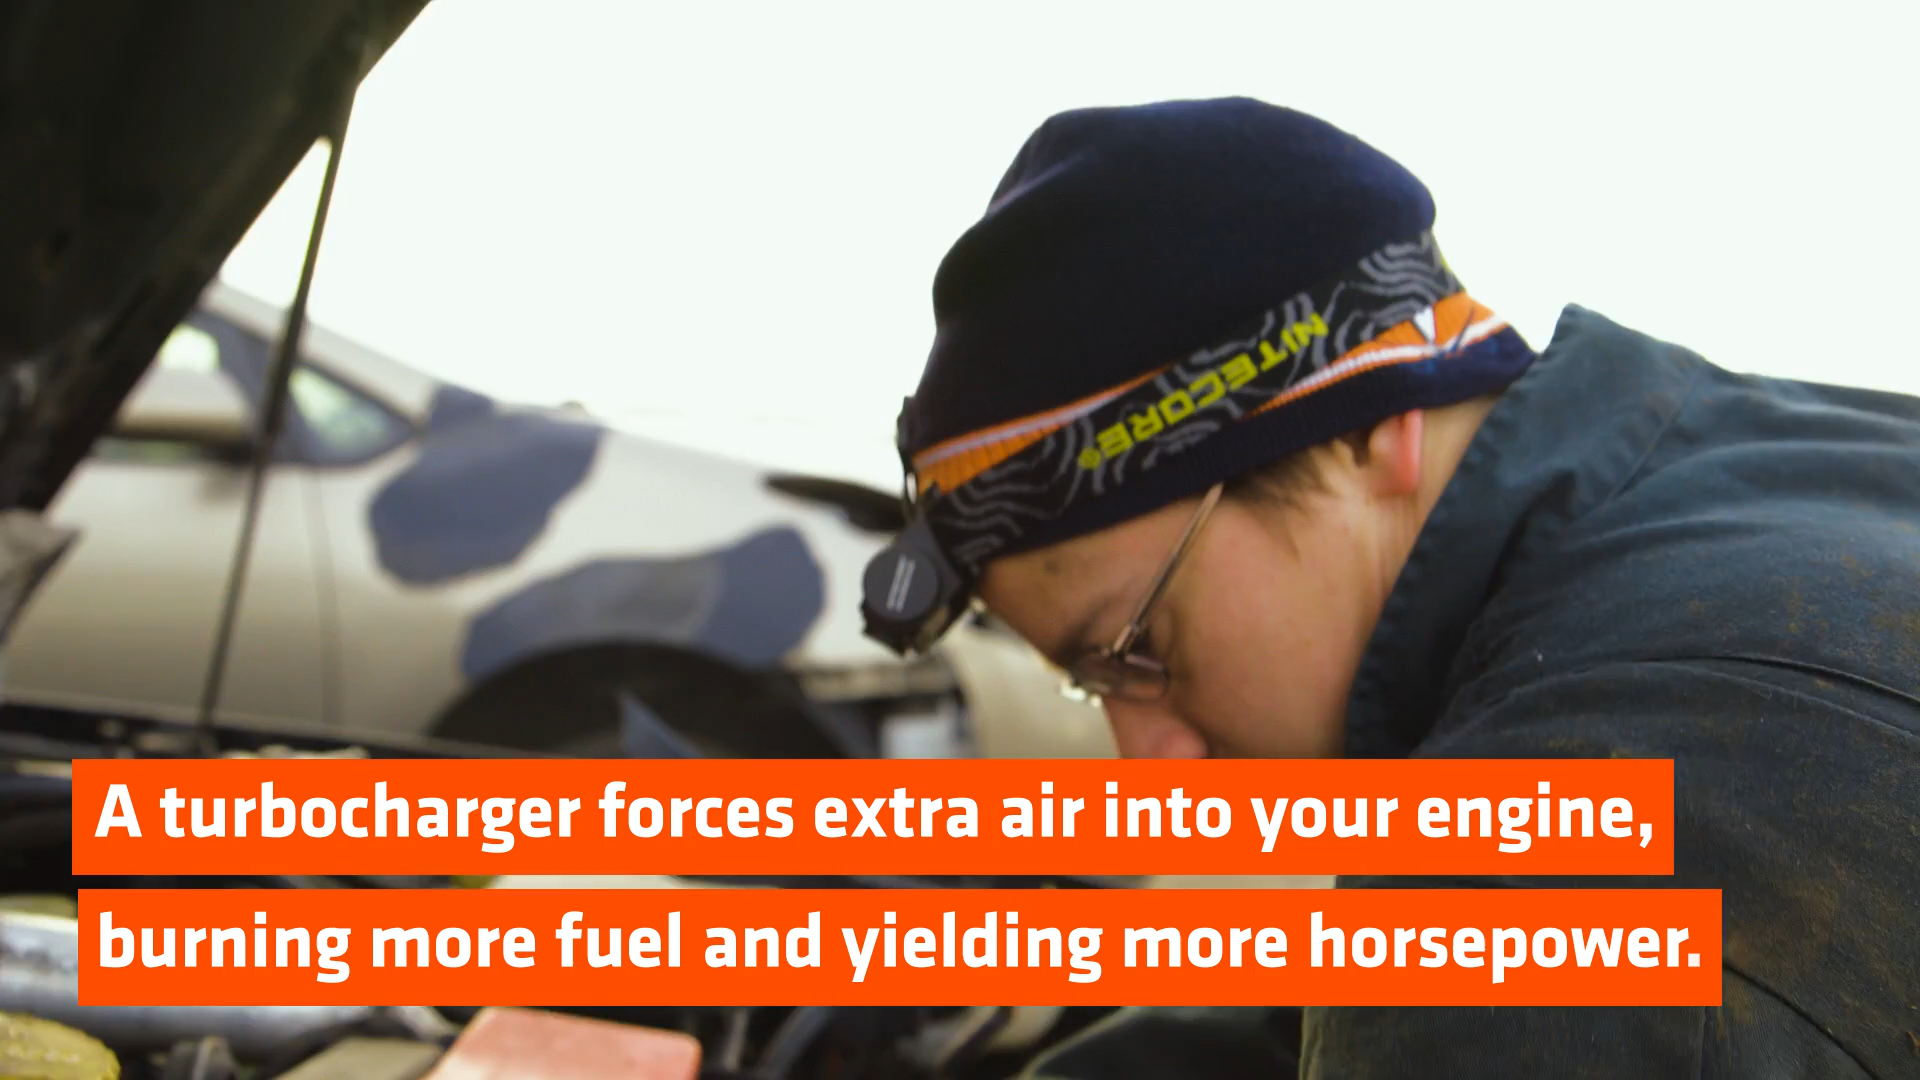 NITECORE
A turbocharger forces extra air into your engine,
burning more fuel and yielding more horsepower.